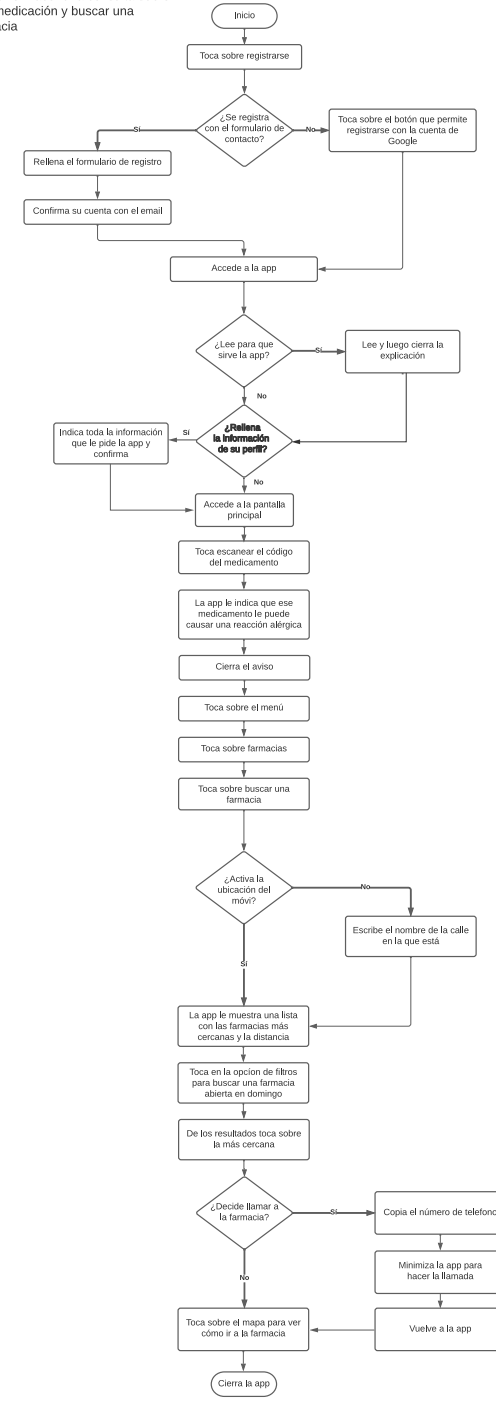 medicación y buscar una
Inicio
Toca sobre registrarse
¿Se registra
con el formulario de
contacto?
Sí
No
Toca sobre el botón que permite
registrarse con la cuenta de
Google
Rellena el formulario de registro
Confirma su cuenta con el email
Accede a la app
¿Lee para que
sirve la app?
Sí
Lee y luego cierra la
explicación
No
¿Rellena
la información
de su perfil?
Sí
Indica toda la información
que le pide la app y
confirma
No
Accede a la pantalla
principal
Toca escanear el código
del medicamento
La app le indica que ese
medicamento le puede
causar una reacción alérgica
Cierra el aviso
Toca sobre el menú
Toca sobre farmacias
Toca sobre buscar una
farmacia
¿Activa la
ubicación del
móvi?
No
Escribe el nombre de la calle
en la que está
Sí
La app le muestra una lista
con las farmacias más
cercanas y la distancia
Toca en la opcíon de filtros
para buscar una farmacia
abierta en domingo
De los resultados toca sobre
la más cercana
¿Decide llamar a
la farmacia?
Sí
Copia el número de telefono
Minimiza la app para
hacer la llamada
No
Vuelve a la app
Toca sobre el mapa para ver
cómo ir a la farmacia
Cierra la app